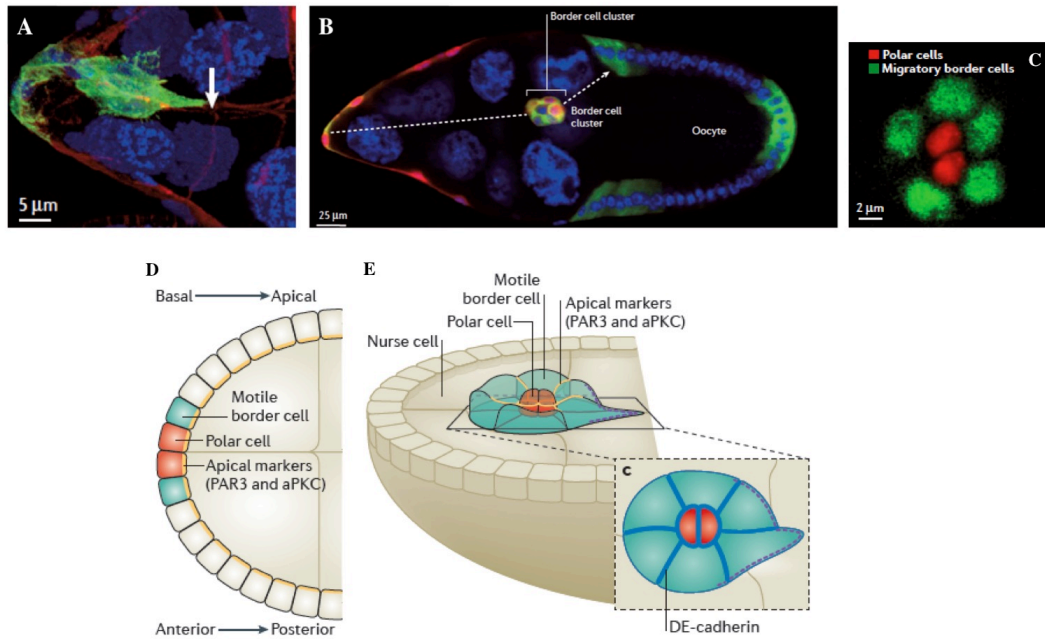 A
5 µm
B
Border cell cluster
Border cell
cluster
Oocyte
25 µm
C
Polar cells
Migratory border cells
2 µm
D
Basal
Apical
Motile
border cell
Polar cell
Apical markers
(PAR3 and aPKC)
Anterior
Posterior
E
Motile
border cell
Apical markers
(PAR3 and aPKC)
Polar cell
Nurse cell
c
DE-cadherin